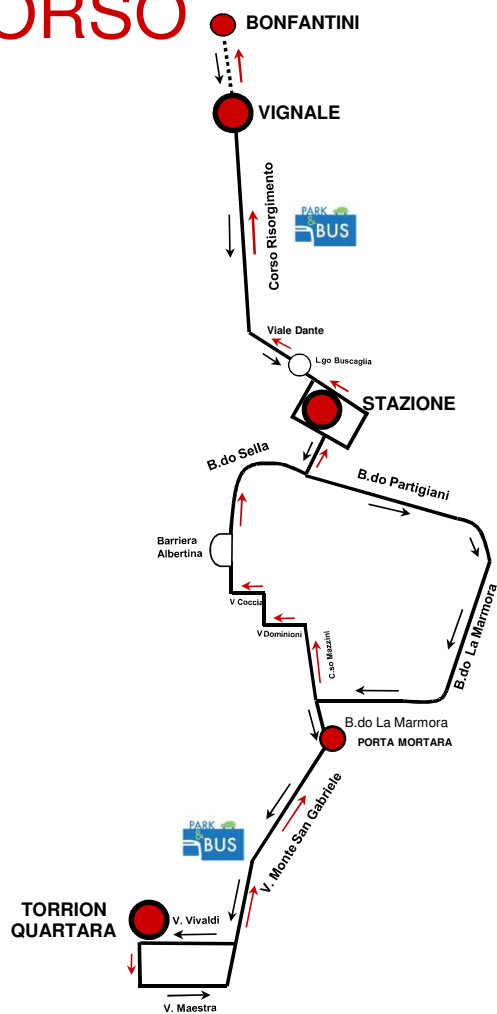 ORSO
BONFANTINI
VIGNALE
Corso Risorgimento
PARK
&
BUS
Viale Dante
L.go Buscaglia
STAZIONE
B.do Sella
B.do Partigiani
Barriera
Albertina
V Coccia
V Dominioni
C.so Mazzini
B.do La Marmora
B.do La Marmora
PORTA MORTARA
V. Monte San Gabriele
PARK
&
BUS
TORRION
QUARTARA
V. Vivaldi
V. Maestra